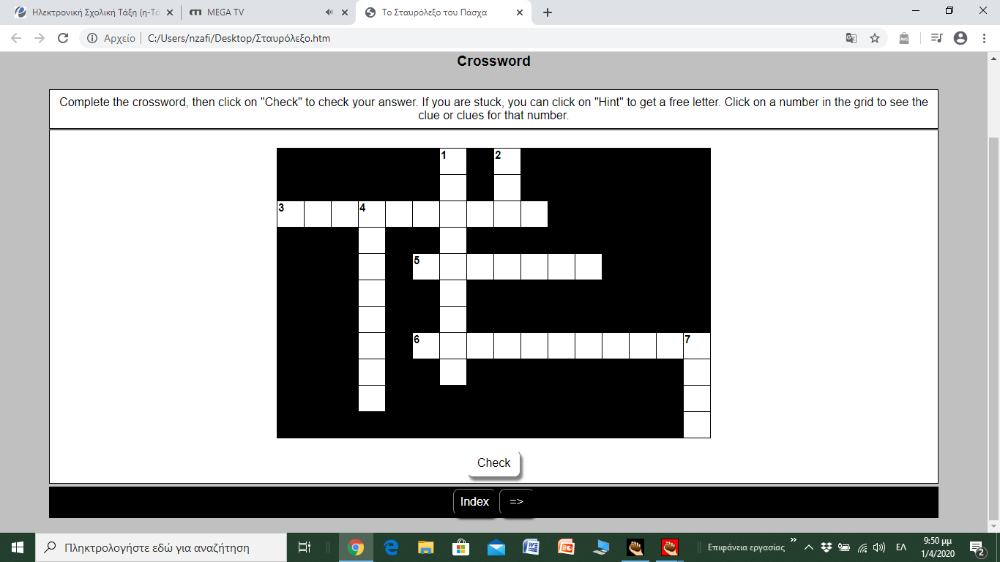 Ηλεκτρονική Σχολική Τάξη (η-Τά
MEGA TV
Το Σταυρόλεξο του Πάσχα
Αρχείο
C:/Users/nzafi/Desktop/Σταυρόλεξο.htm
AVG
Crossword
Complete the crossword, then click on "Check" to check your answer. If you are stuck, you can click on "Hint" to get a free letter. Click on a number in the grid to see the
clue or clues for that number.
1 2
3 4
5
6 7
Check
Index =>
Πληκτρολογήστε εδώ για αναζήτηση
Επιφάνεια εργασίας
ΕΛ
9:50 μμ
1/4/2020
2